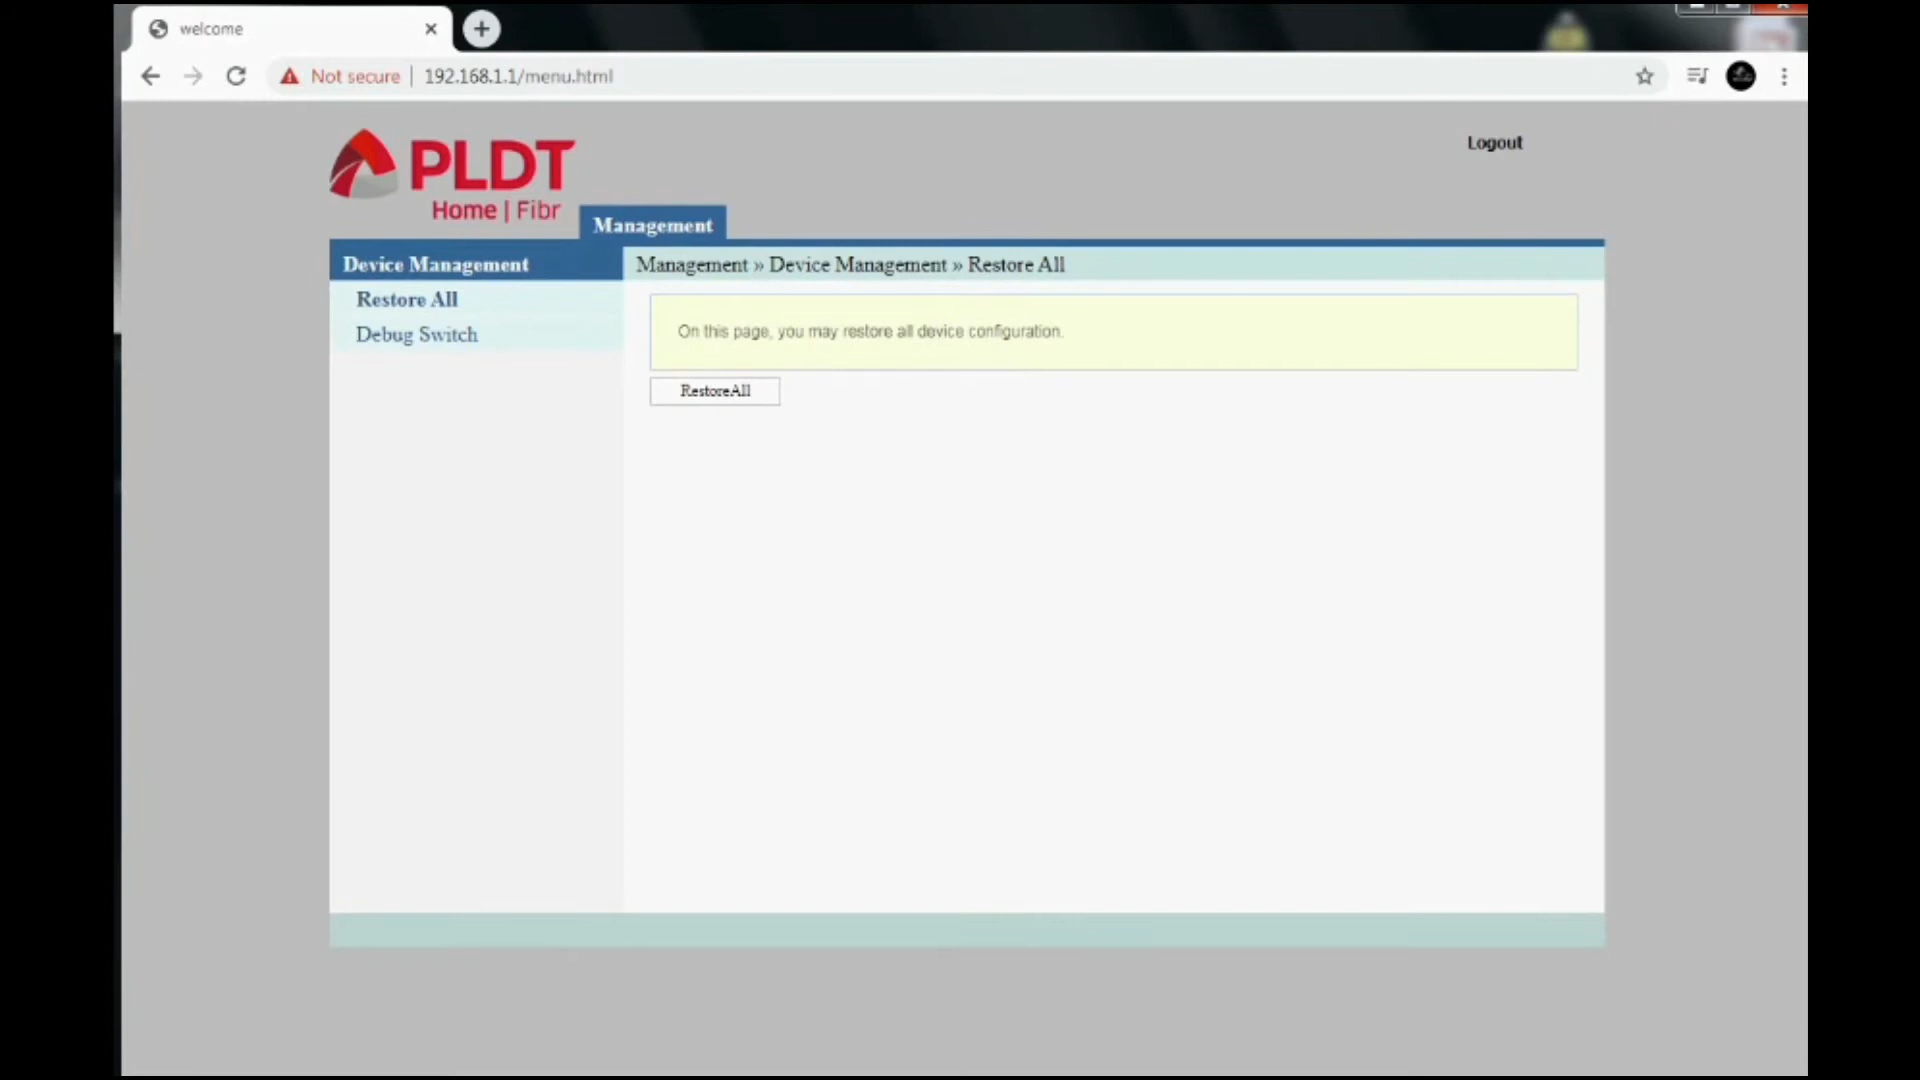 welcome
Not secure | 192.168.1.1/menu.html
PLDT
Home | Fibr
Logout
Management
Device Management
Management » Device Management » Restore All
Restore All
Debug Switch
On this page, you may restore all device configuration.
RestoreAll